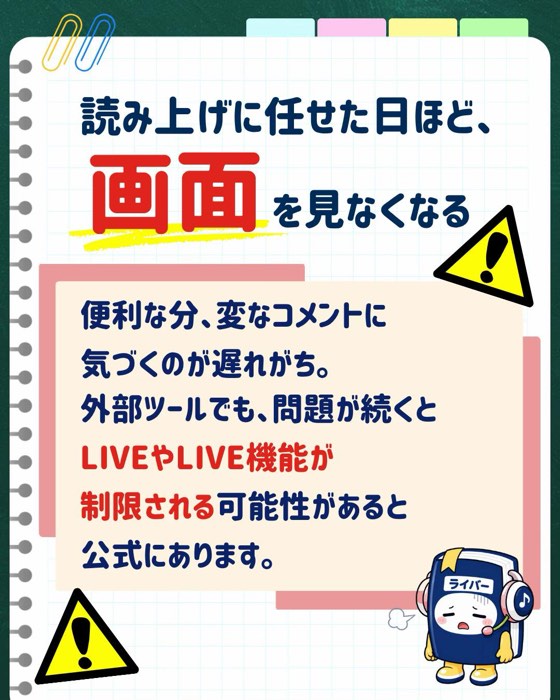 読み上げに任せた日ほど、
画面を見なくなる
便利な分、変なコメントに
気づくのが遅れがち。
外部ツールでも、問題が続くと
LIVEやLIVE機能が
制限される可能性があると
公式にあります。
ライバー